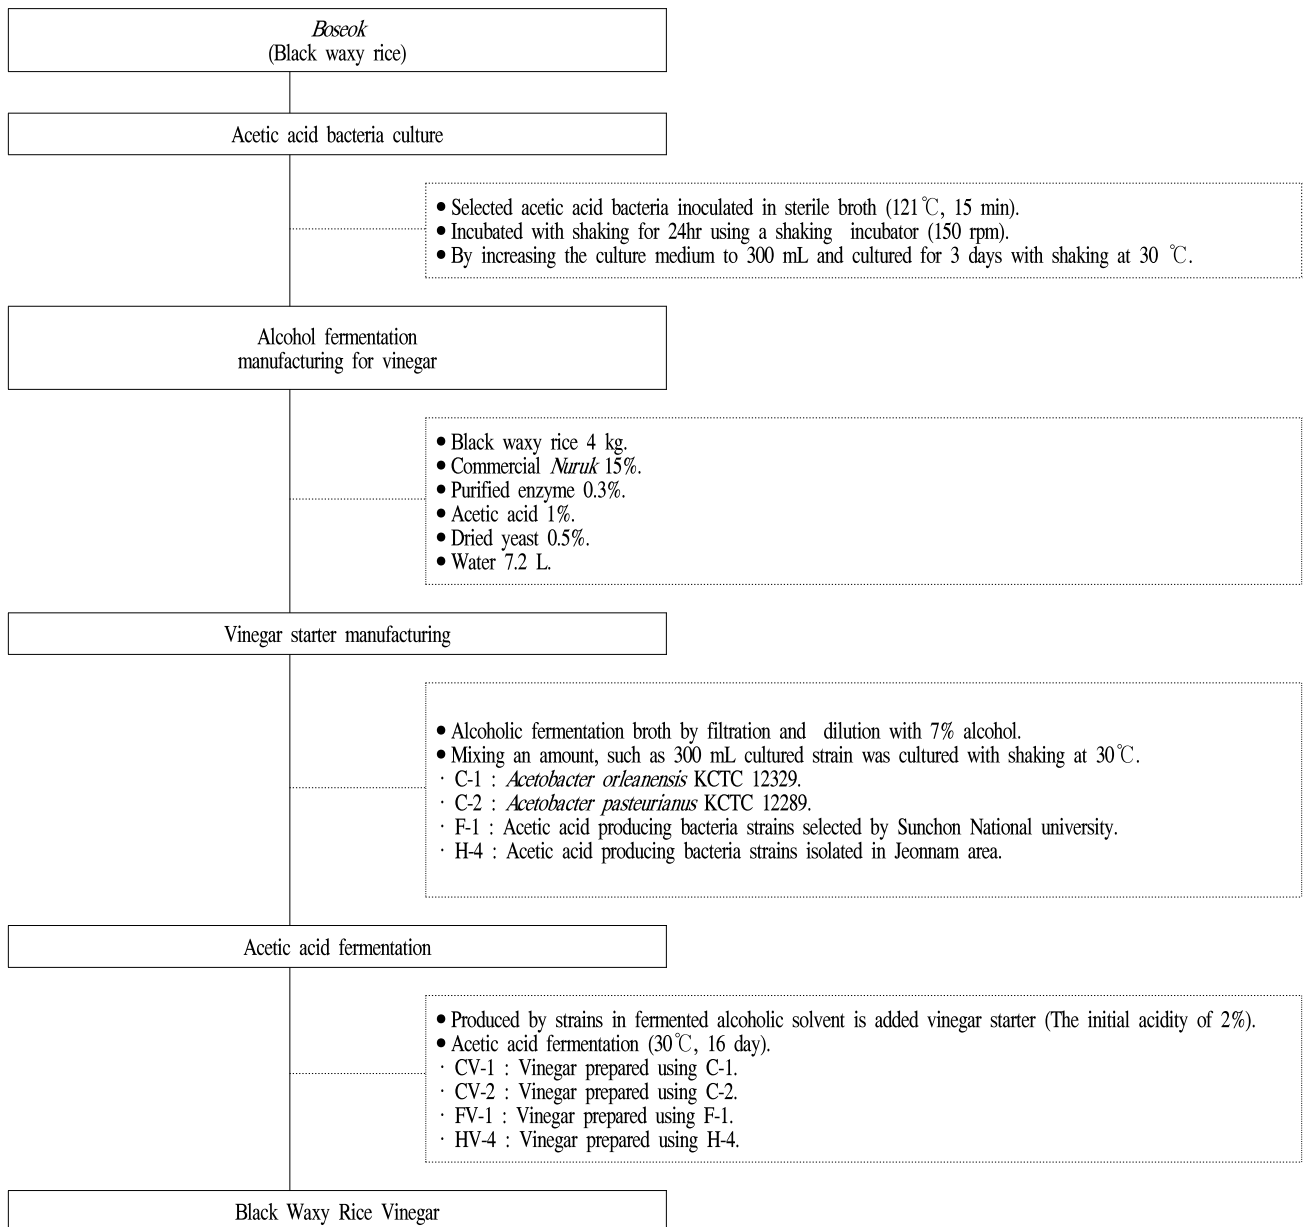 Boseok
(Black waxy rice)
Acetic acid bacteria culture
● Selected acetic acid bacteria inoculated in sterile broth (121℃, 15 min).
● Incubated with shaking for 24hr using a shaking incubator (150 rpm).
● By increasing the culture medium to 300 mL and cultured for 3 days with shaking at 30 ℃.
Alcohol fermentation
manufacturing for vinegar
● Black waxy rice 4 kg.
● Commercial Nuruk 15%.
● Purified enzyme 0.3%.
● Acetic acid 1%.
● Dried yeast 0.5%.
● Water 7.2 L.
Vinegar starter manufacturing
● Alcoholic fermentation broth by filtration and dilution with 7% alcohol.
● Mixing an amount, such as 300 mL cultured strain was cultured with shaking at 30℃.
· C-1 : Acetobacter orleanensis KCTC 12329.
· C-2 : Acetobacter pasteurianus KCTC 12289.
· F-1 : Acetic acid producing bacteria strains selected by Sunchon National university.
· H-4 : Acetic acid producing bacteria strains isolated in Jeonnam area.
Acetic acid fermentation
● Produced by strains in fermented alcoholic solvent is added vinegar starter (The initial acidity of 2%).
● Acetic acid fermentation (30℃, 16 day).
· CV-1 : Vinegar prepared using C-1.
· CV-2 : Vinegar prepared using C-2.
· FV-1 : Vinegar prepared using F-1.
· HV-4 : Vinegar prepared using H-4.
Black Waxy Rice Vinegar